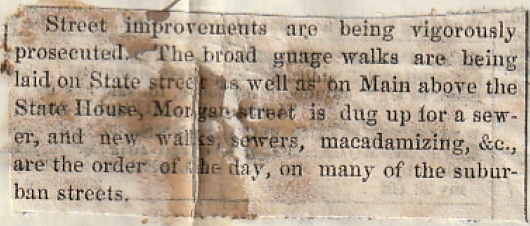 Street improvements are being vigorously
prosecuted. The broad guage walks are being
laid on State street as well as on Main above the
State House, Morgan street is dug up for a sew-
er, and new walks, sewers, macadamizing, &c.,
are the order of the day, on many of the subur-
ban streets.